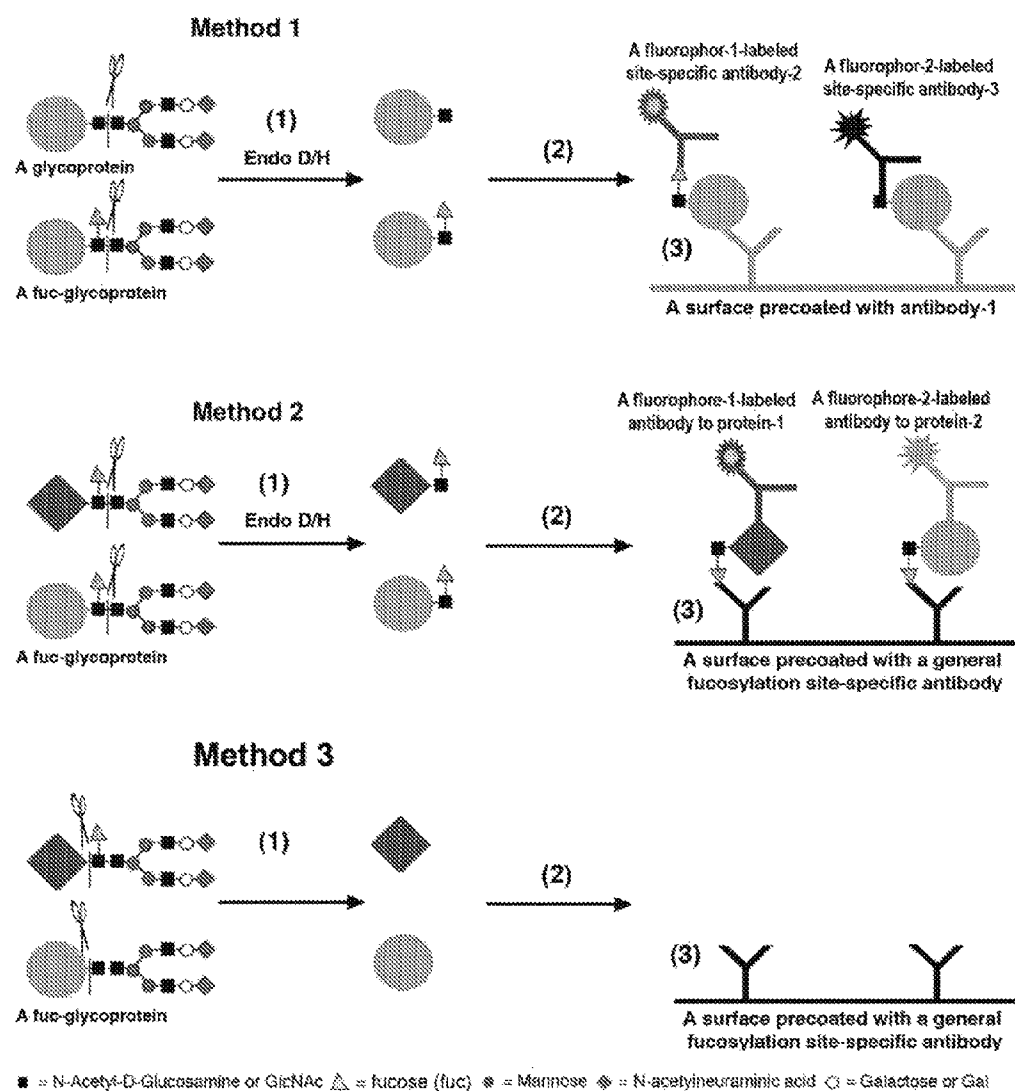 Method 1
A fluorophor-1-labeled
site-specific antibody-2
A fluorophor-2-labeled
site-specific antibody-3
(1)
Endo D/H
(2)
A glycoprotein
(3)
A fuc-glycoprotein
A surface precoated with antibody-1
Method 2
A fluorophore-1-labeled
antibody to protein-1
A fluorophore-2-labeled
antibody to protein-2
(1)
Endo D/H
(2)
(3)
A fuc-glycoprotein
A surface precoated with a general
fucosylation site-specific antibody
Method 3
(1)
(2)
(3)
A fuc-glycoprotein
A surface precoated with a general
fucosylation site-specific antibody
= N-Acetyl-D-Glucosamine or GlcNAc = fucose (fuc) = Mannose = N-acetylneuraminic acid = Galactose or Gal